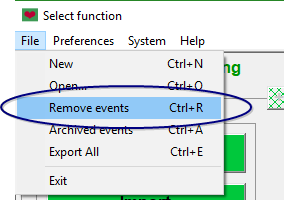 Select function
File Preferences System Help
New Ctrl+N
Open... Ctrl+O
Remove events Ctrl+R
Archived events Ctrl+A
Export All Ctrl+E
Exit